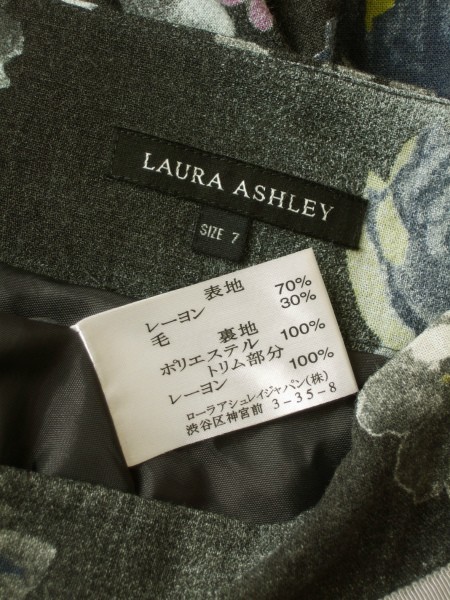 LAURA ASHLEY
SIZE 7
表地
レーヨン 70%
毛 30%
裏地
ポリエステル 100%
トリム部分
レーヨン 100%
ローラアシュレイジャパン(株)
渋谷区神宮前 3-35-8